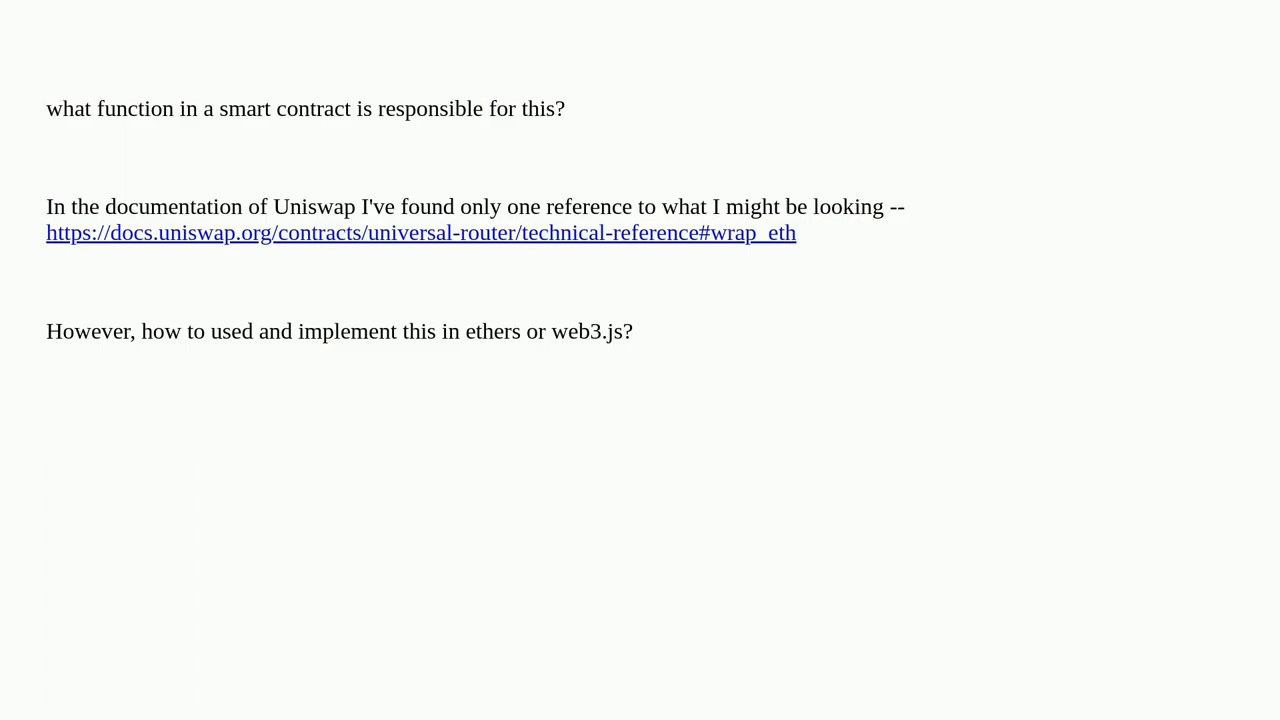 what function in a smart contract is responsible for this?
In the documentation of Uniswap I've found only one reference to what I might be looking --
https://docs.uniswap.org/contracts/universal-router/technical-reference#wrap_eth
However, how to used and implement this in ethers or web3.js?